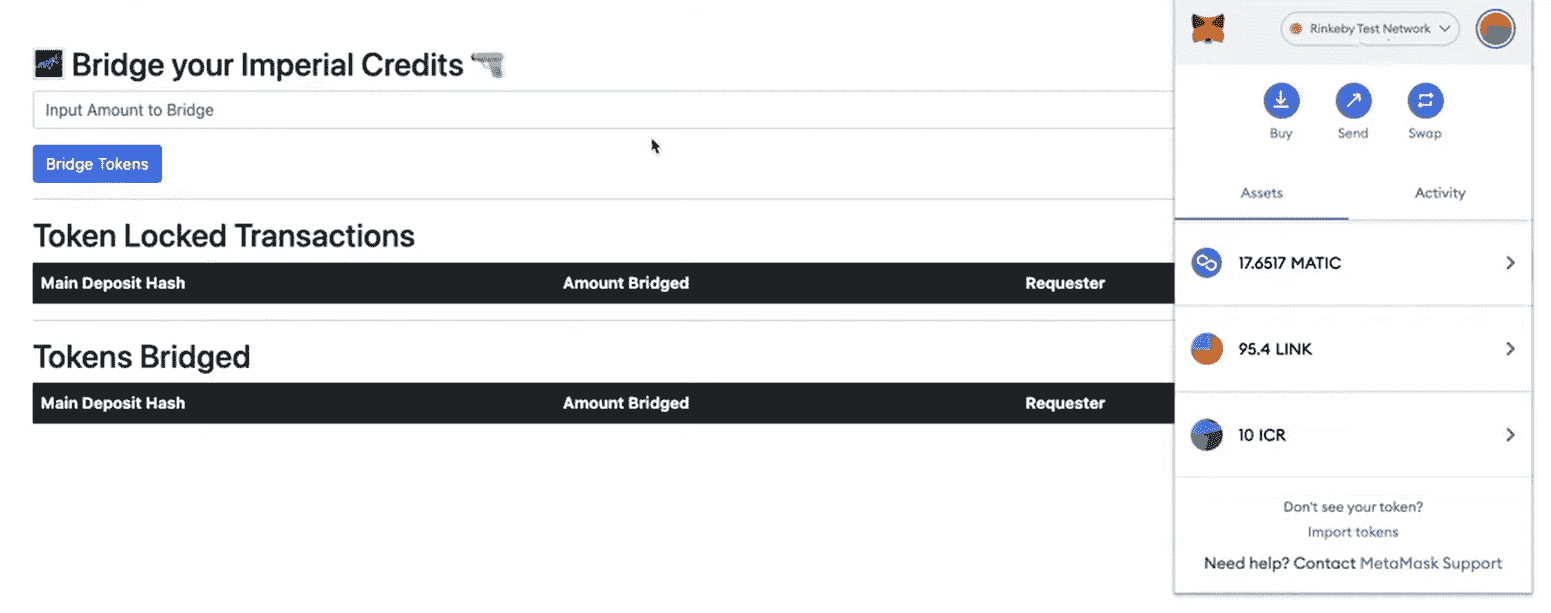 Bridge your Imperial Credits
Input Amount to Bridge
Bridge Tokens
Token Locked Transactions
Main Deposit Hash Amount Bridged Requester
Tokens Bridged
Main Deposit Hash Amount Bridged Requester
Rinkeby Test Network
Buy Send Swap
Assets Activity
17.6517 MATIC
95.4 LINK
10 ICR
Don't see your token?
Import tokens
Need help? Contact MetaMask Support